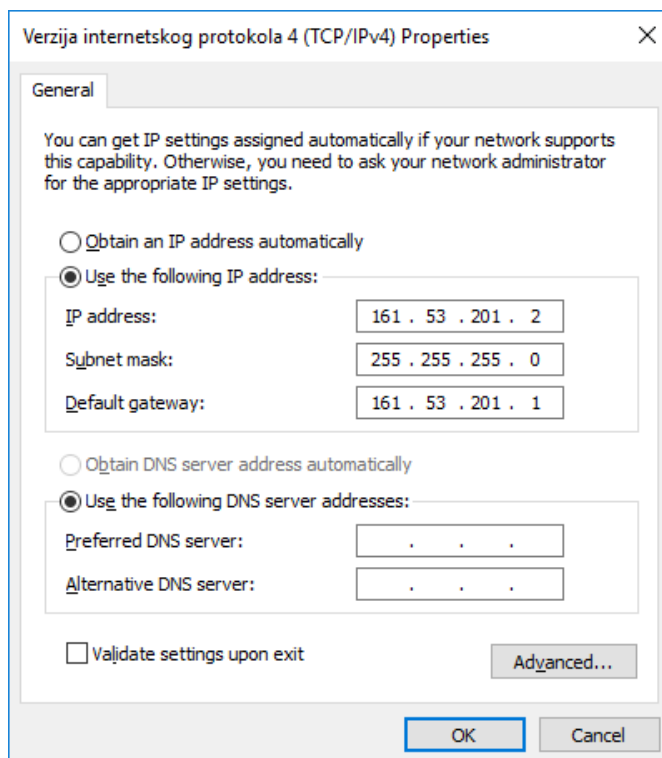 Verzija internetskog protokola 4 (TCP/IPv4) Properties
General
You can get IP settings assigned automatically if your network supports
this capability. Otherwise, you need to ask your network administrator
for the appropriate IP settings.
Obtain an IP address automatically
Use the following IP address:
IP address: 161 . 53 . 201 . 2
Subnet mask: 255 . 255 . 255 . 0
Default gateway: 161 . 53 . 201 . 1
Obtain DNS server address automatically
Use the following DNS server addresses:
Preferred DNS server: . . .
Alternative DNS server: . . .
Validate settings upon exit
Advanced...
OK Cancel